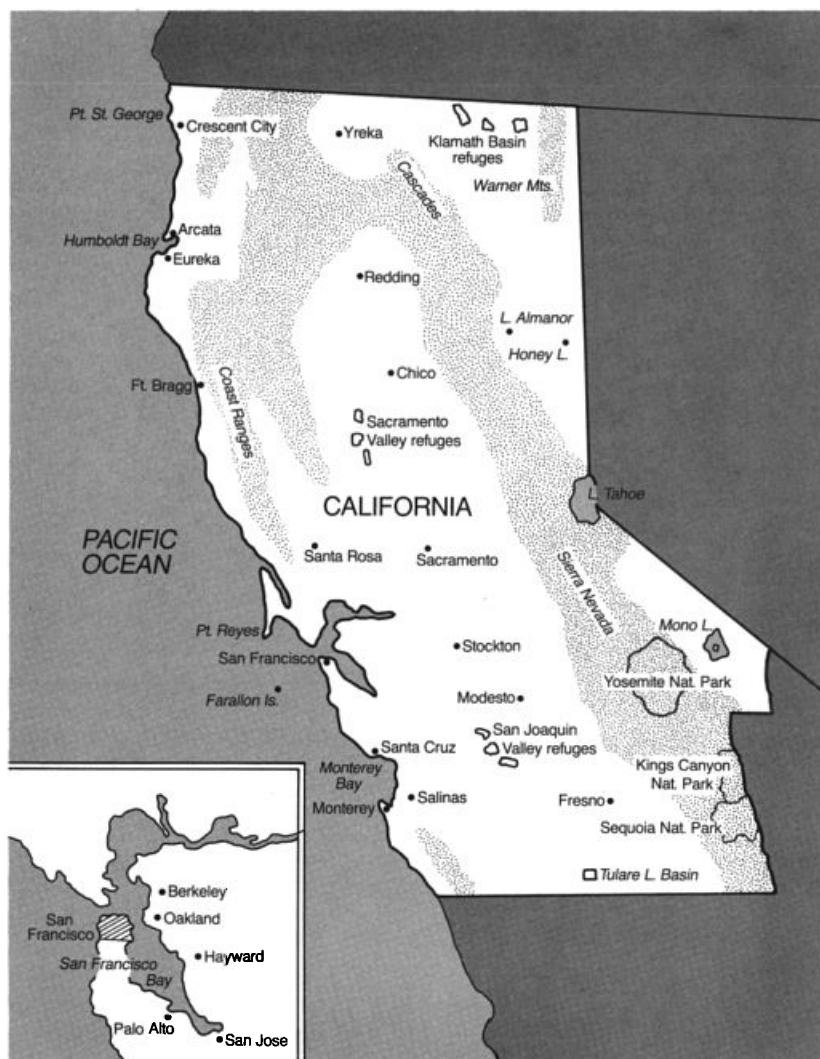 Pt. St. George
Crescent City
Yreka
Klamath Basin
refuges
Cascades
Warner Mts.
Humboldt Bay
Arcata
Eureka
Redding
L. Almanor
Honey L.
Ft. Bragg
Coast Ranges
Chico
Sacramento
Valley refuges
L. Tahoe
CALIFORNIA
PACIFIC
OCEAN
Santa Rosa
Sacramento
Sierra Nevada
Pt. Reyes
Mono L.
San Francisco
Stockton
Yosemite Nat. Park
Farallon Is.
Modesto
San Joaquin
Valley refuges
Santa Cruz
Monterey
Bay
Kings Canyon
Nat. Park
Monterey
Salinas
Fresno
Sequoia Nat. Park
Tulare L. Basin
Berkeley
Oakland
San
Francisco
Hayward
San Francisco
Bay
Palo Alto
San Jose